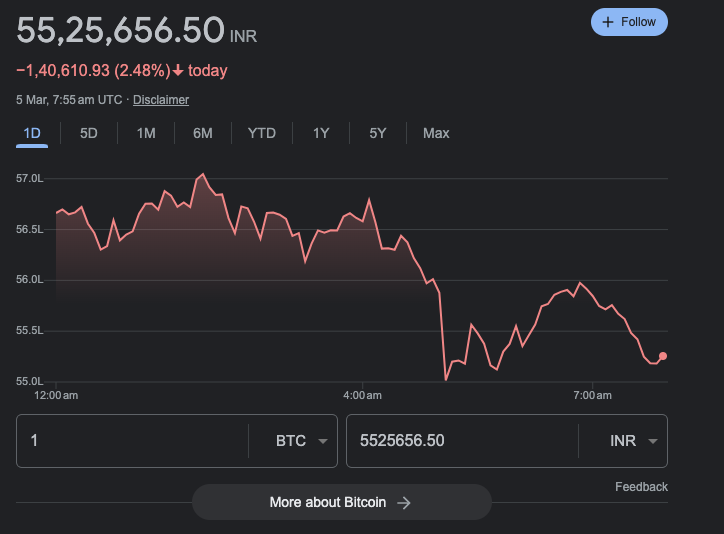 55,25,656.50 INR
+ Follow
−1,40,610.93 (2.48%)↓ today
5 Mar, 7:55 am UTC · Disclaimer
1D 5D 1M 6M YTD 1Y 5Y Max
57.0L
56.5L
56.0L
55.5L
55.0L
12:00 am 4:00 am 7:00 am
1 BTC 5525656.50 INR
Feedback
More about Bitcoin →